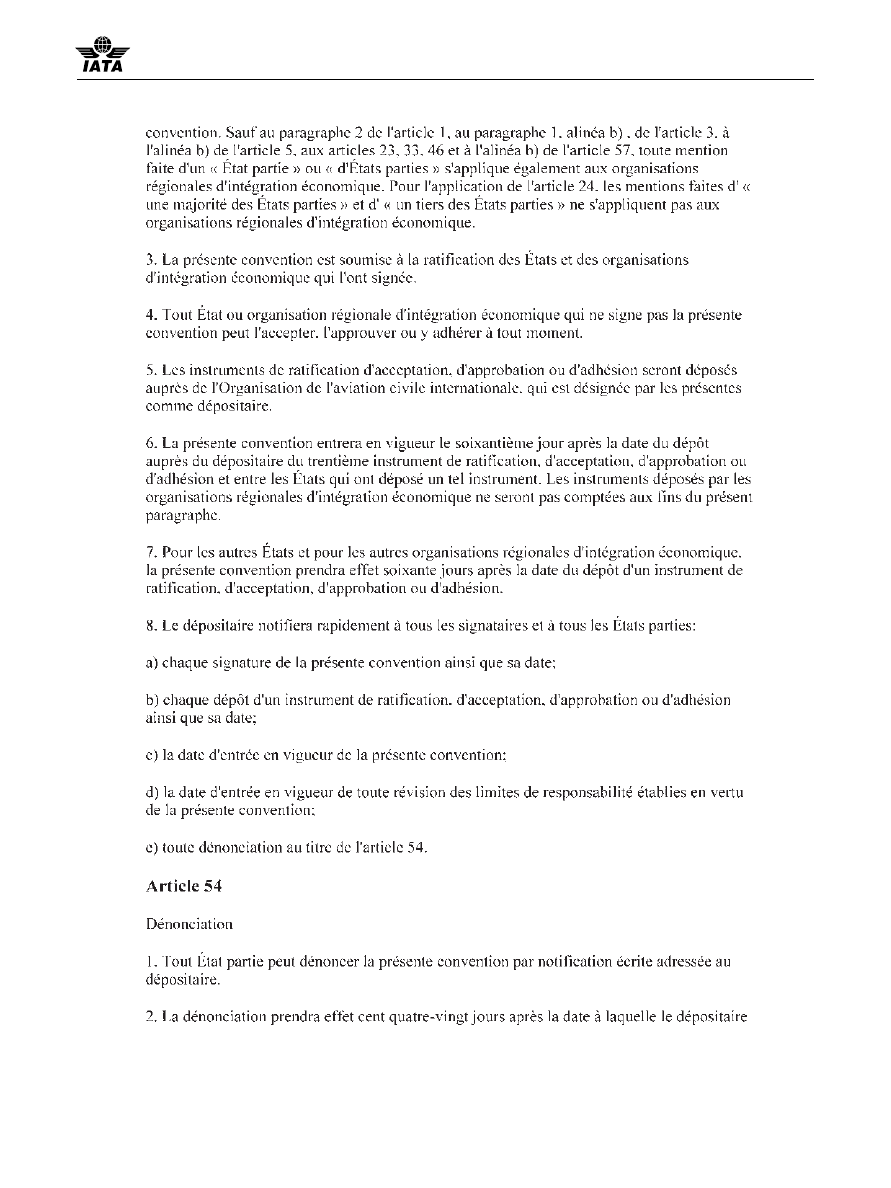 IATA
convention. Sauf au paragraphe 2 de l'article 1, au paragraphe 1, alinéa b) , de l'article 3, à
l'alinéa b) de l'article 5, aux articles 23, 33, 46 et à l'alinéa b) de l'article 57, toute mention
faite d'un « État partie » ou « d'États parties » s'applique également aux organisations
régionales d'intégration économique. Pour l'application de l'article 24, les mentions faites d' «
une majorité des États parties » et d' « un tiers des États parties » ne s'appliquent pas aux
organisations régionales d'intégration économique.
3. La présente convention est soumise à la ratification des États et des organisations
d'intégration économique qui l'ont signée.
4. Tout État ou organisation régionale d'intégration économique qui ne signe pas la présente
convention peut l'accepter, l'approuver ou y adhérer à tout moment.
5. Les instruments de ratification d'acceptation, d'approbation ou d'adhésion seront déposés
auprès de l'Organisation de l'aviation civile internationale, qui est désignée par les présentes
comme dépositaire.
6. La présente convention entrera en vigueur le soixantième jour après la date du dépôt
auprès du dépositaire du trentième instrument de ratification, d'acceptation, d'approbation ou
d'adhésion et entre les États qui ont déposé un tel instrument. Les instruments déposés par les
organisations régionales d'intégration économique ne seront pas comptées aux fins du présent
paragraphe.
7. Pour les autres États et pour les autres organisations régionales d'intégration économique,
la présente convention prendra effet soixante jours après la date du dépôt d'un instrument de
ratification, d'acceptation, d'approbation ou d'adhésion.
8. Le dépositaire notifiera rapidement à tous les signataires et à tous les États parties:
a) chaque signature de la présente convention ainsi que sa date;
b) chaque dépôt d'un instrument de ratification, d'acceptation, d'approbation ou d'adhésion
ainsi que sa date;
c) la date d'entrée en vigueur de la présente convention;
d) la date d'entrée en vigueur de toute révision des limites de responsabilité établies en vertu
de la présente convention;
e) toute dénonciation au titre de l'article 54.
Article 54
Dénonciation
1. Tout État partie peut dénoncer la présente convention par notification écrite adressée au
dépositaire.
2. La dénonciation prendra effet cent quatre-vingt jours après la date à laquelle le dépositaire